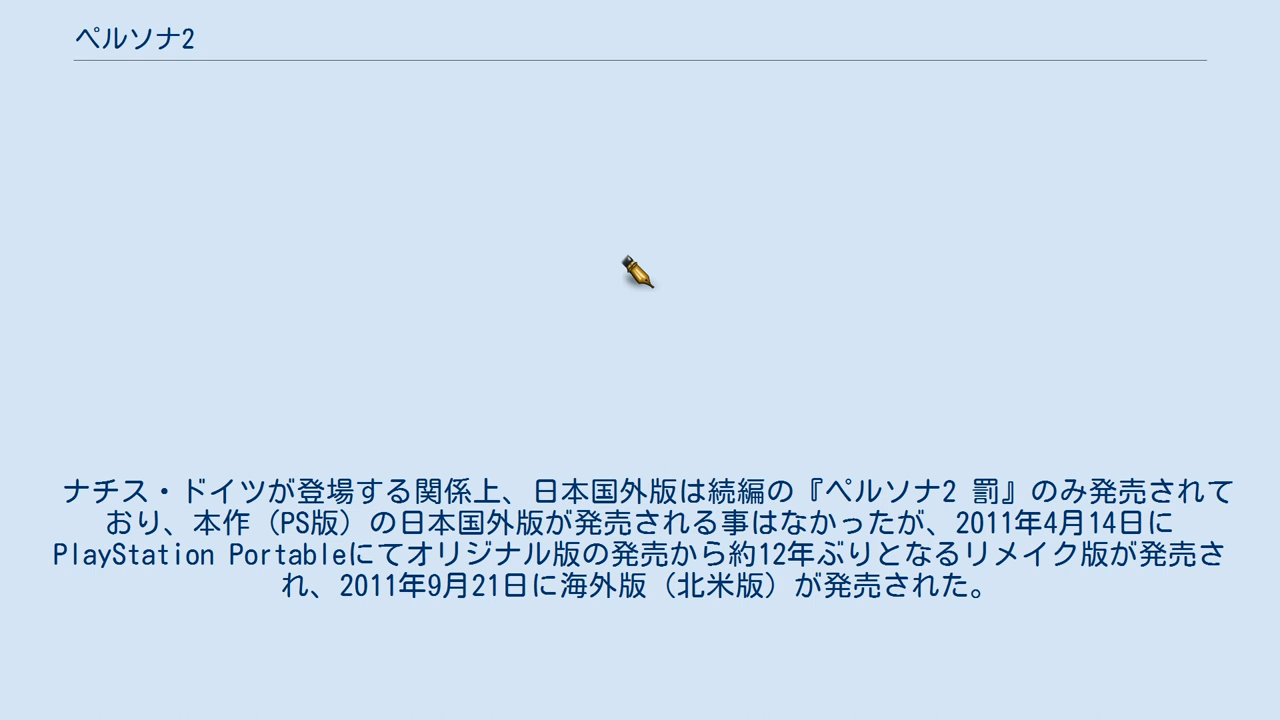 ペルソナ2
ナチス・ドイツが登場する関係上、日本国外版は続編の『ペルソナ2 罰』のみ発売されて
おり、本作（PS版）の日本国外版が発売される事はなかったが、2011年4月14日に
PlayStation Portableにてオリジナル版の発売から約12年ぶりとなるリメイク版が発売さ
れ、2011年9月21日に海外版（北米版）が発売された。